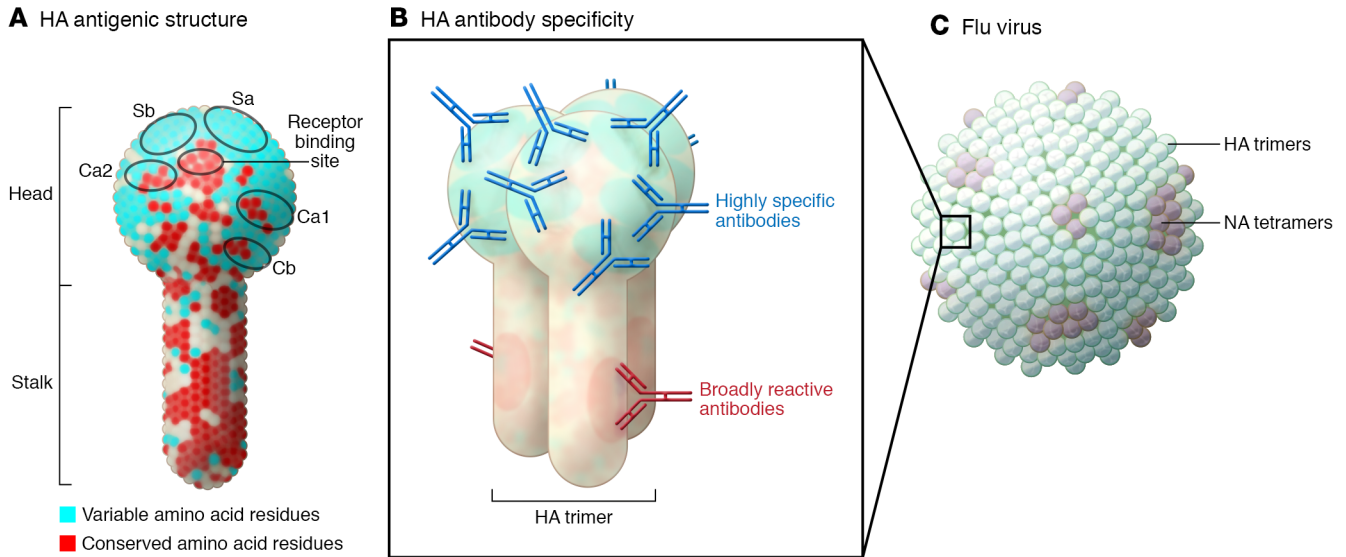 A HA antigenic structure
Sb
Sa
Receptor
binding
site
Ca2
Head
Ca1
Cb
Stalk
Variable amino acid residues
Conserved amino acid residues
B HA antibody specificity
Highly specific
antibodies
Broadly reactive
antibodies
HA trimer
C Flu virus
HA trimers
NA tetramers